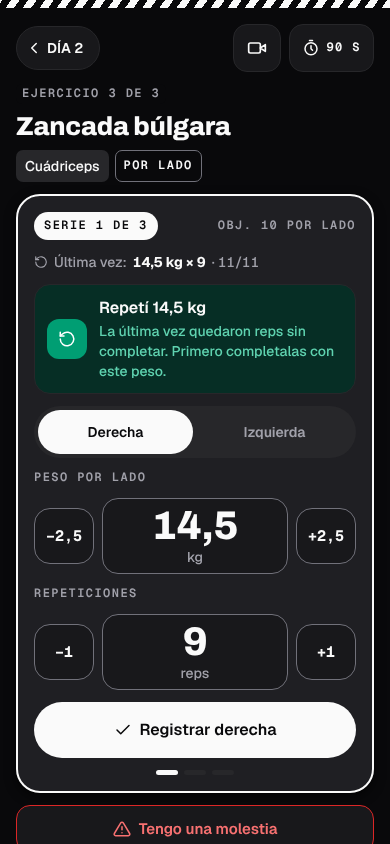 DÍA 2
90 S
EJERCICIO 3 DE 3
Zancada búlgara
Cuádriceps
POR LADO
SERIE 1 DE 3
OBJ. 10 POR LADO
Última vez: 14,5 kg × 9 · 11/11
Repetí 14,5 kg
La última vez quedaron reps sin
completar. Primero completalas con
este peso.
Derecha
Izquierda
PESO POR LADO
-2,5
14,5
kg
+2,5
REPETICIONES
-1
9
reps
+1
Registrar derecha
Tengo una molestia